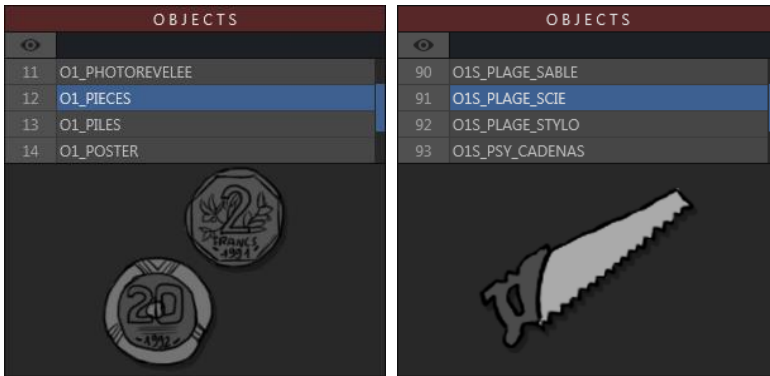 OBJECTS
11 O1_PHOTOREVELEE
12 O1_PIECES
13 O1_PILES
14 O1_POSTER
2
FRANCS
1991
20
1992
OBJECTS
90 O1S_PLAGE_SABLE
91 O1S_PLAGE_SCIE
92 O1S_PLAGE_STYLO
93 O1S_PSY_CADENAS